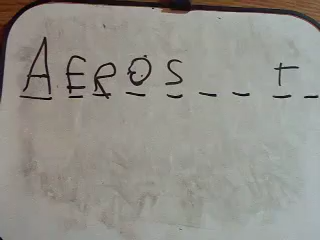 AEROS _ _ t _